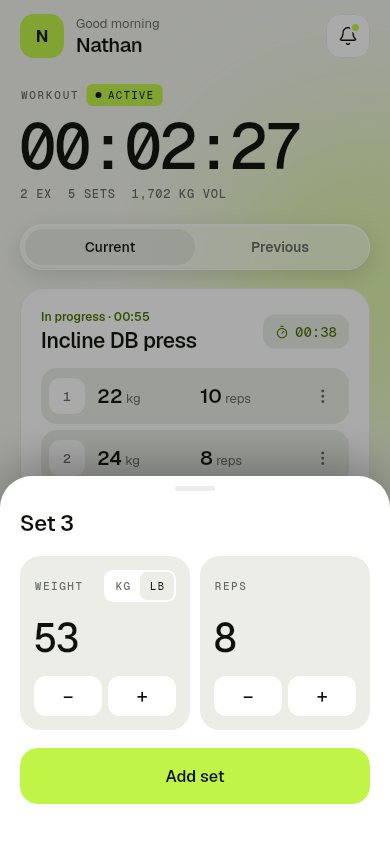 N
Good morning
Nathan
WORKOUT
ACTIVE
00:02:27
2 EX 5 SETS 1,702 KG VOL
Current
Previous
In progress · 00:55
Incline DB press
00:38
1 22 kg 10 reps
2 24 kg 8 reps
Set 3
WEIGHT KG LB
53
− +
REPS
8
− +
Add set